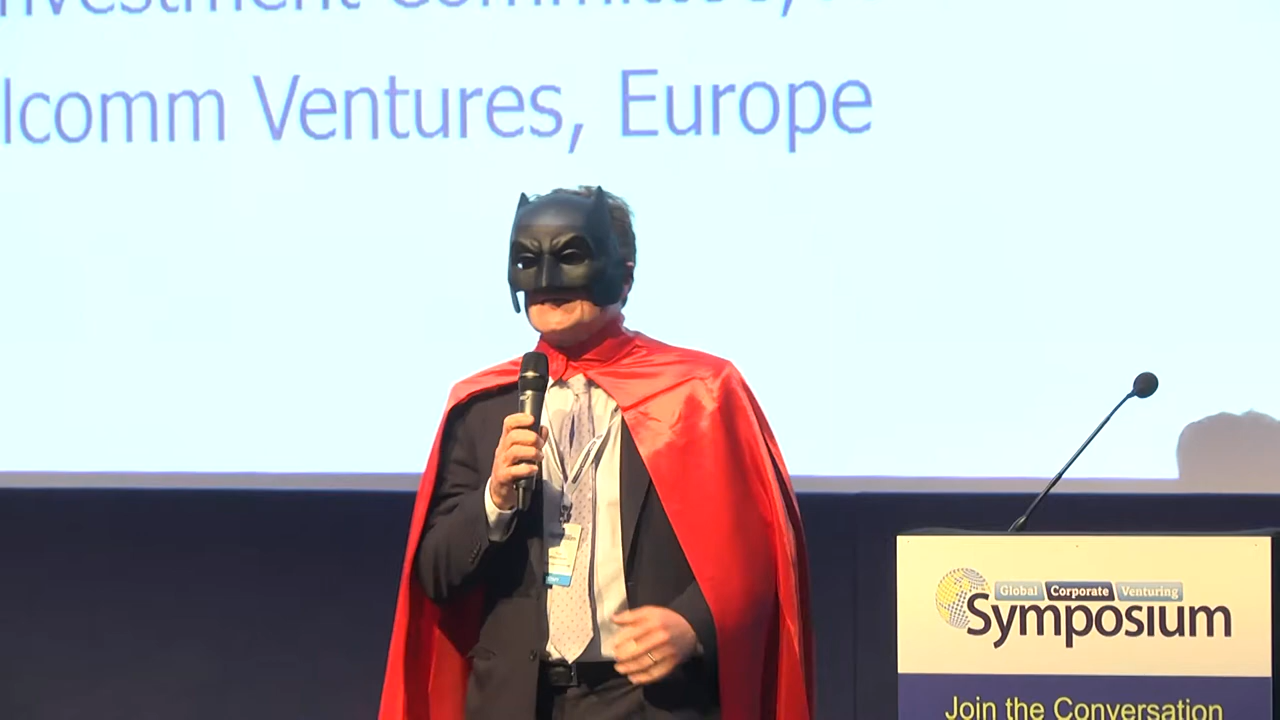 lcomm Ventures, Europe
Global Corporate Venturing
Symposium
Join the Conversation